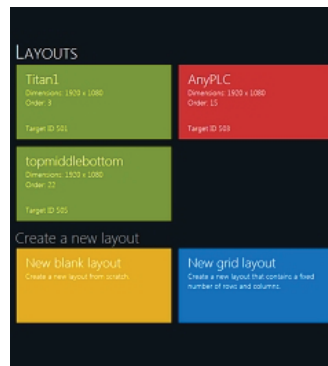 LAYOUTS
Titan1
Dimensions: 1920 x 1080
Order: 3
Target ID 501
AnyPLC
Dimensions: 1920 x 1080
Order: 15
Target ID 503
topmiddlebottom
Dimensions: 1920 x 1080
Order: 22
Target ID 505
Create a new layout
New blank layout
Create a new layout from scratch.
New grid layout
Create a new layout that contains a fixed
number of rows and columns.